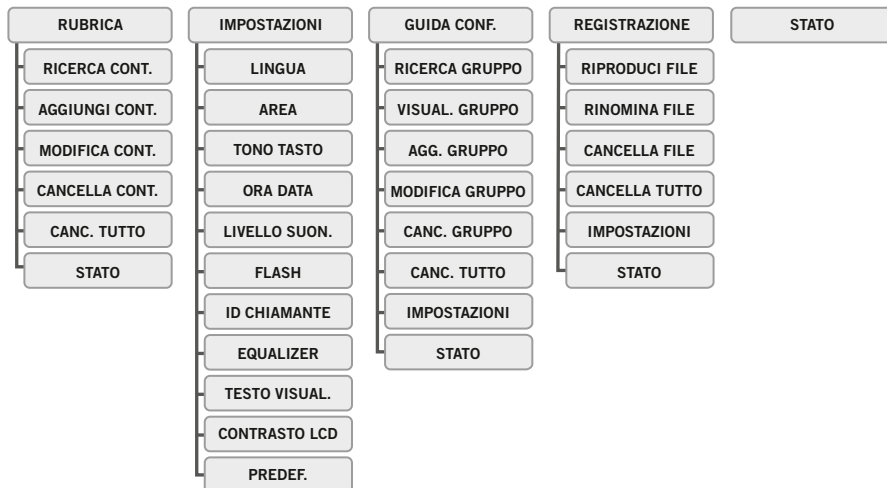 RUBRICA
RICERCA CONT.
AGGIUNGI CONT.
MODIFICA CONT.
CANCELLA CONT.
CANC. TUTTO
STATO
IMPOSTAZIONI
LINGUA
AREA
TONO TASTO
ORA DATA
LIVELLO SUON.
FLASH
ID CHIAMANTE
EQUALIZER
TESTO VISUAL.
CONTRASTO LCD
PREDEF.
GUIDA CONF.
RICERCA GRUPPO
VISUAL. GRUPPO
AGG. GRUPPO
MODIFICA GRUPPO
CANC. GRUPPO
CANC. TUTTO
IMPOSTAZIONI
STATO
REGISTRAZIONE
RIPRODUCI FILE
RINOMINA FILE
CANCELLA FILE
CANCELLA TUTTO
IMPOSTAZIONI
STATO
STATO